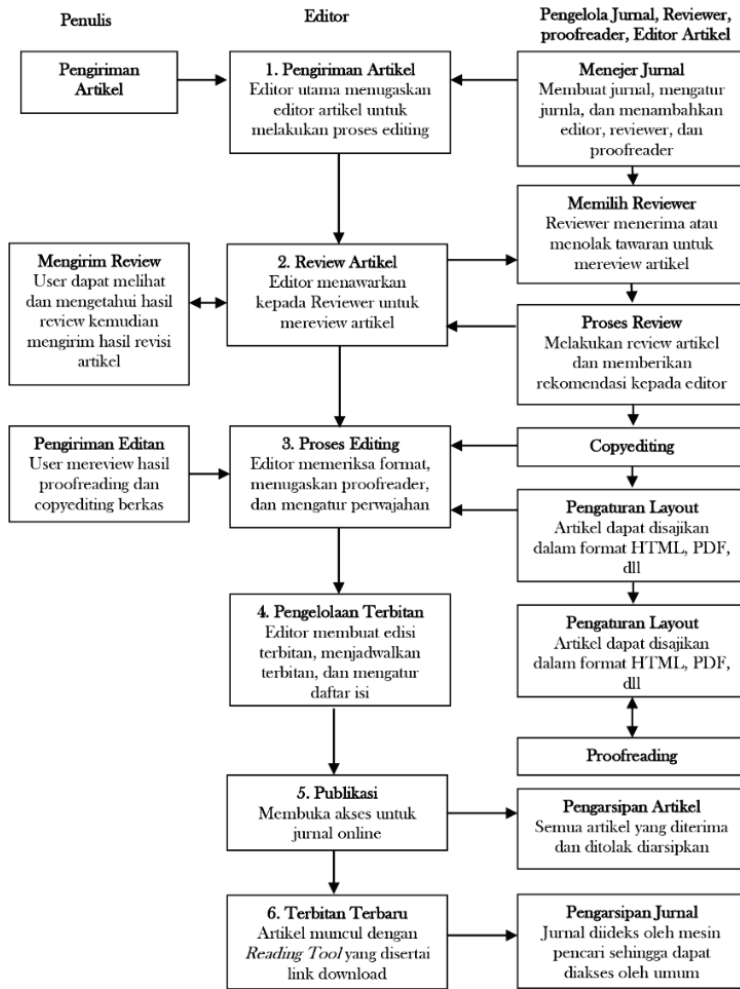 Penulis
Editor
Pengelola Jurnal, Reviewer,
proofreader, Editor Artikel
Pengiriman
Artikel
1. Pengiriman Artikel
Editor utama menugaskan
editor artikel untuk
melakukan proses editing
Menejer Jurnal
Membuat jurnal, mengatur
jurnla, dan menambahkan
editor, reviewer, dan
proofreader
Memilih Reviewer
Reviewer menerima atau
menolak tawaran untuk
mereview artikel
Mengirim Review
User dapat melihat
dan mengetahui hasil
review kemudian
mengirim hasil revisi
artikel
2. Review Artikel
Editor menawarkan
kepada Reviewer untuk
mereview artikel
Proses Review
Melakukan review artikel
dan memberikan
rekomendasi kepada editor
Pengiriman Editan
User mereview hasil
proofreading dan
copyediting berkas
3. Proses Editing
Editor memeriksa format,
menugaskan proofreader,
dan mengatur perwajahan
Copyediting
Pengaturan Layout
Artikel dapat disajikan
dalam format HTML, PDF,
dll
4. Pengelolaan Terbitan
Editor membuat edisi
terbitan, menjadwalkan
terbitan, dan mengatur
daftar isi
Pengaturan Layout
Artikel dapat disajikan
dalam format HTML, PDF,
dll
Proofreading
5. Publikasi
Membuka akses untuk
jurnal online
Pengarsipan Artikel
Semua artikel yang diterima
dan ditolak diarsipkan
6. Terbitan Terbaru
Artikel muncul dengan
Reading Tool yang disertai
link download
Pengarsipan Jurnal
Jurnal diideks oleh mesin
pencari sehingga dapat
diakses oleh umum